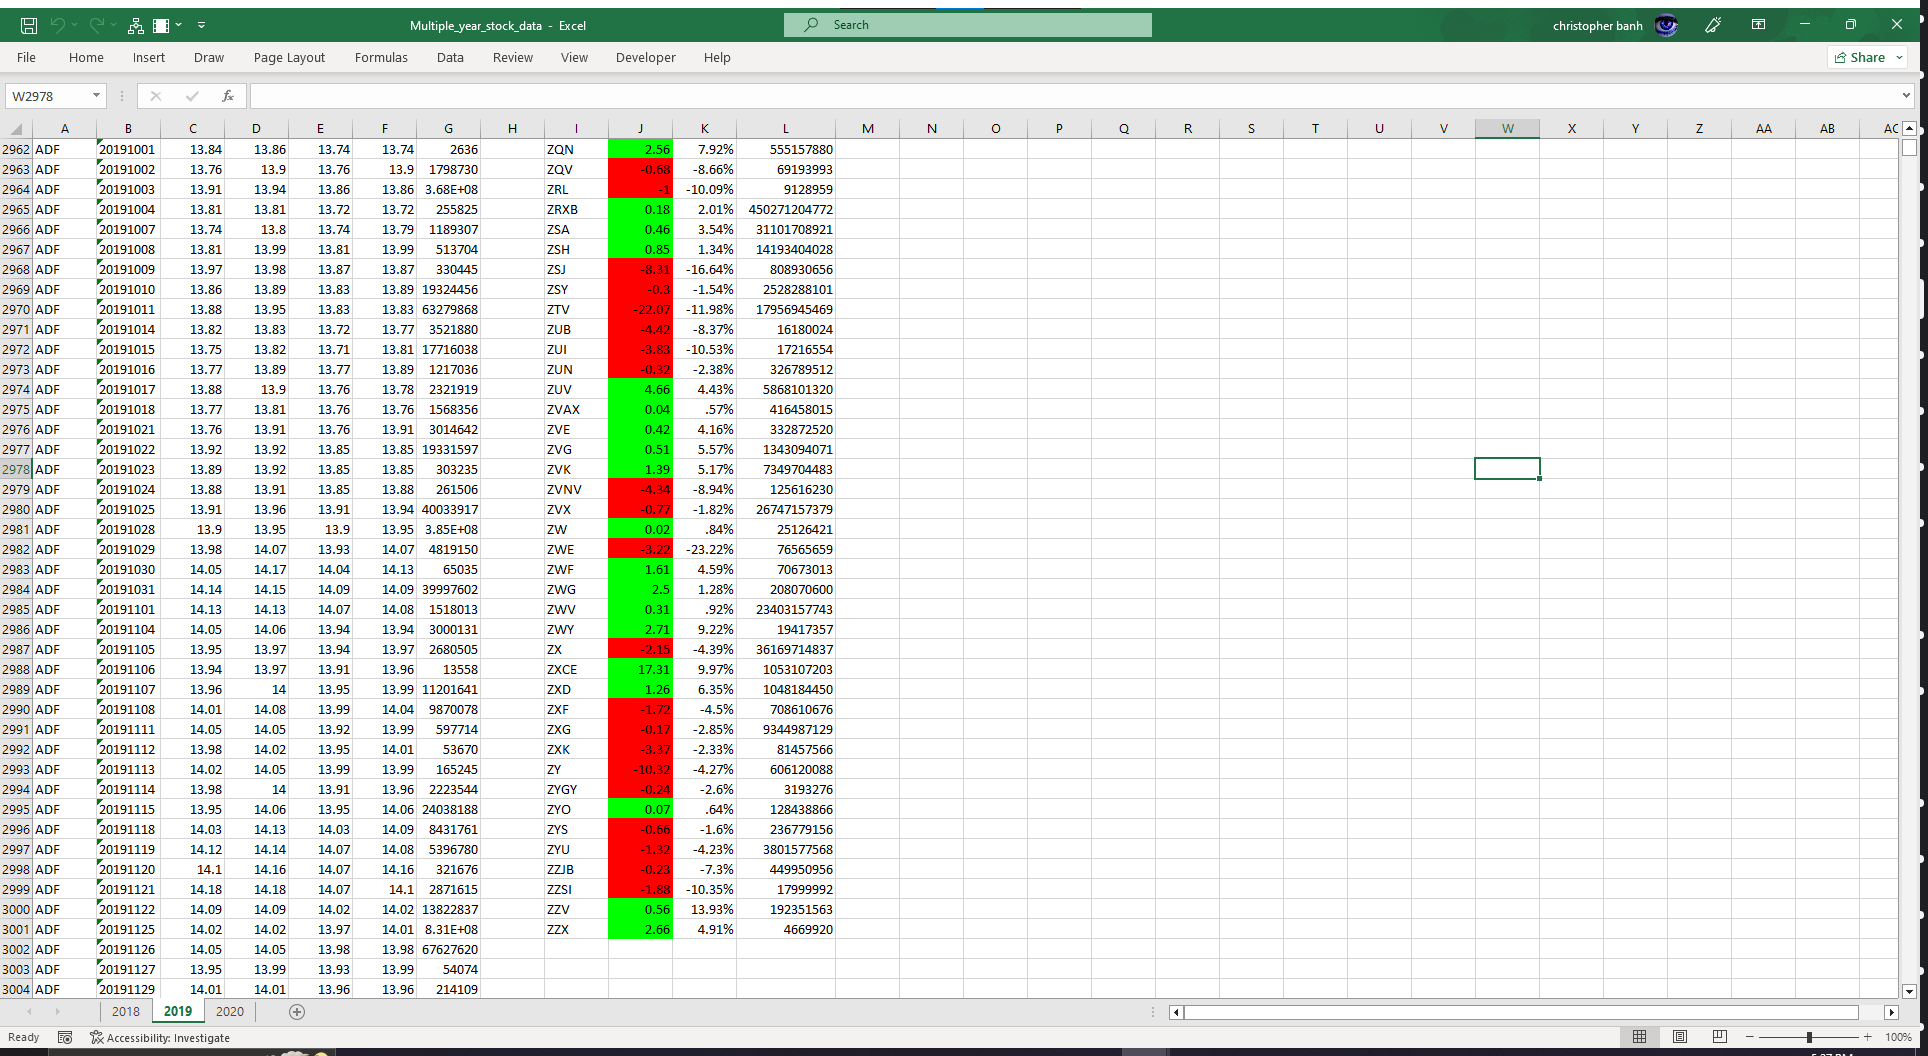 Multiple_year_stock_data - Excel
Search
christopher banh
File Home Insert Draw Page Layout Formulas Data Review View Developer Help
Share
W2978 fx
A B C D E F G H I J K L M N O P Q R S T U V W X Y Z AA AB AC
2962 ADF 20191001 13.84 13.86 13.74 13.74 2636 ZQN 2.56 7.92% 555157880
2963 ADF 20191002 13.76 13.9 13.76 13.9 1798730 ZQV -0.68 -8.66% 69193993
2964 ADF 20191003 13.91 13.94 13.86 13.86 3.68E+08 ZRL -1 -10.09% 9128959
2965 ADF 20191004 13.81 13.81 13.72 13.72 255825 ZRXB 0.18 2.01% 450271204772
2966 ADF 20191007 13.74 13.8 13.74 13.79 1189307 ZSA 0.46 3.54% 31101708921
2967 ADF 20191008 13.81 13.99 13.81 13.99 513704 ZSH 0.85 1.34% 14193404028
2968 ADF 20191009 13.97 13.98 13.87 13.87 330445 ZSJ -8.31 -16.64% 808930656
2969 ADF 20191010 13.86 13.89 13.83 13.89 19324456 ZSY -0.3 -1.54% 2528288101
2970 ADF 20191011 13.88 13.95 13.83 13.83 63279868 ZTV -22.07 -11.98% 17956945469
2971 ADF 20191014 13.82 13.83 13.72 13.77 3521880 ZUB -4.42 -8.37% 16180024
2972 ADF 20191015 13.75 13.82 13.71 13.81 17716038 ZUI -3.83 -10.53% 17216554
2973 ADF 20191016 13.77 13.89 13.77 13.89 1217036 ZUN -0.32 -2.38% 326789512
2974 ADF 20191017 13.88 13.9 13.76 13.78 2321919 ZUV 4.66 4.43% 5868101320
2975 ADF 20191018 13.77 13.81 13.76 13.76 1568356 ZVAX 0.04 .57% 416458015
2976 ADF 20191021 13.76 13.91 13.76 13.91 3014642 ZVE 0.42 4.16% 332872520
2977 ADF 20191022 13.92 13.92 13.85 13.85 19331597 ZVG 0.51 5.57% 1343094071
2978 ADF 20191023 13.89 13.92 13.85 13.85 303235 ZVK 1.39 5.17% 7349704483
2979 ADF 20191024 13.88 13.91 13.85 13.88 261506 ZVNV -4.34 -8.94% 125616230
2980 ADF 20191025 13.91 13.96 13.91 13.94 40033917 ZVX -0.77 -1.82% 26747157379
2981 ADF 20191028 13.9 13.95 13.9 13.95 3.85E+08 ZW 0.02 .84% 25126421
2982 ADF 20191029 13.98 14.07 13.93 14.07 4819150 ZWE -3.22 -23.22% 76565659
2983 ADF 20191030 14.05 14.17 14.04 14.13 65035 ZWF 1.61 4.59% 70673013
2984 ADF 20191031 14.14 14.15 14.09 14.09 39997602 ZWG 2.5 1.28% 208070600
2985 ADF 20191101 14.13 14.13 14.07 14.08 1518013 ZWV 0.31 .92% 23403157743
2986 ADF 20191104 14.05 14.06 13.94 13.94 3000131 ZWY 2.71 9.22% 19417357
2987 ADF 20191105 13.95 13.97 13.94 13.97 2680505 ZX -2.15 -4.39% 36169714837
2988 ADF 20191106 13.94 13.97 13.91 13.96 13558 ZXCE 17.31 9.97% 1053107203
2989 ADF 20191107 13.96 14 13.95 13.99 11201641 ZXD 1.26 6.35% 1048184450
2990 ADF 20191108 14.01 14.08 13.99 14.04 9870078 ZXF -1.72 -4.5% 708610676
2991 ADF 20191111 14.05 14.05 13.92 13.99 597714 ZXG -0.17 -2.85% 9344987129
2992 ADF 20191112 13.98 14.02 13.95 14.01 53670 ZXK -3.37 -2.33% 81457566
2993 ADF 20191113 14.02 14.05 13.99 13.99 165245 ZY -10.32 -4.27% 606120088
2994 ADF 20191114 13.98 14 13.91 13.96 2223544 ZYGY -0.24 -2.6% 3193276
2995 ADF 20191115 13.95 14.06 13.95 14.06 24038188 ZYO 0.07 .64% 128438866
2996 ADF 20191118 14.03 14.13 14.03 14.09 8431761 ZYS -0.66 -1.6% 236779156
2997 ADF 20191119 14.12 14.14 14.07 14.08 5396780 ZYU -1.32 -4.23% 3801577568
2998 ADF 20191120 14.1 14.16 14.07 14.16 321676 ZZJB -0.23 -7.3% 449950956
2999 ADF 20191121 14.18 14.18 14.07 14.1 2871615 ZZSI -1.88 -10.35% 17999992
3000 ADF 20191122 14.09 14.09 14.02 14.02 13822837 ZZV 0.56 13.93% 192351563
3001 ADF 20191125 14.02 14.02 13.97 14.01 8.31E+08 ZZX 2.66 4.91% 4669920
3002 ADF 20191126 14.05 14.05 13.98 13.98 67627620
3003 ADF 20191127 13.95 13.99 13.93 13.99 54074
3004 ADF 20191129 14.01 14.01 13.96 13.96 214109
2018 2019 2020
Ready Accessibility: Investigate 100%